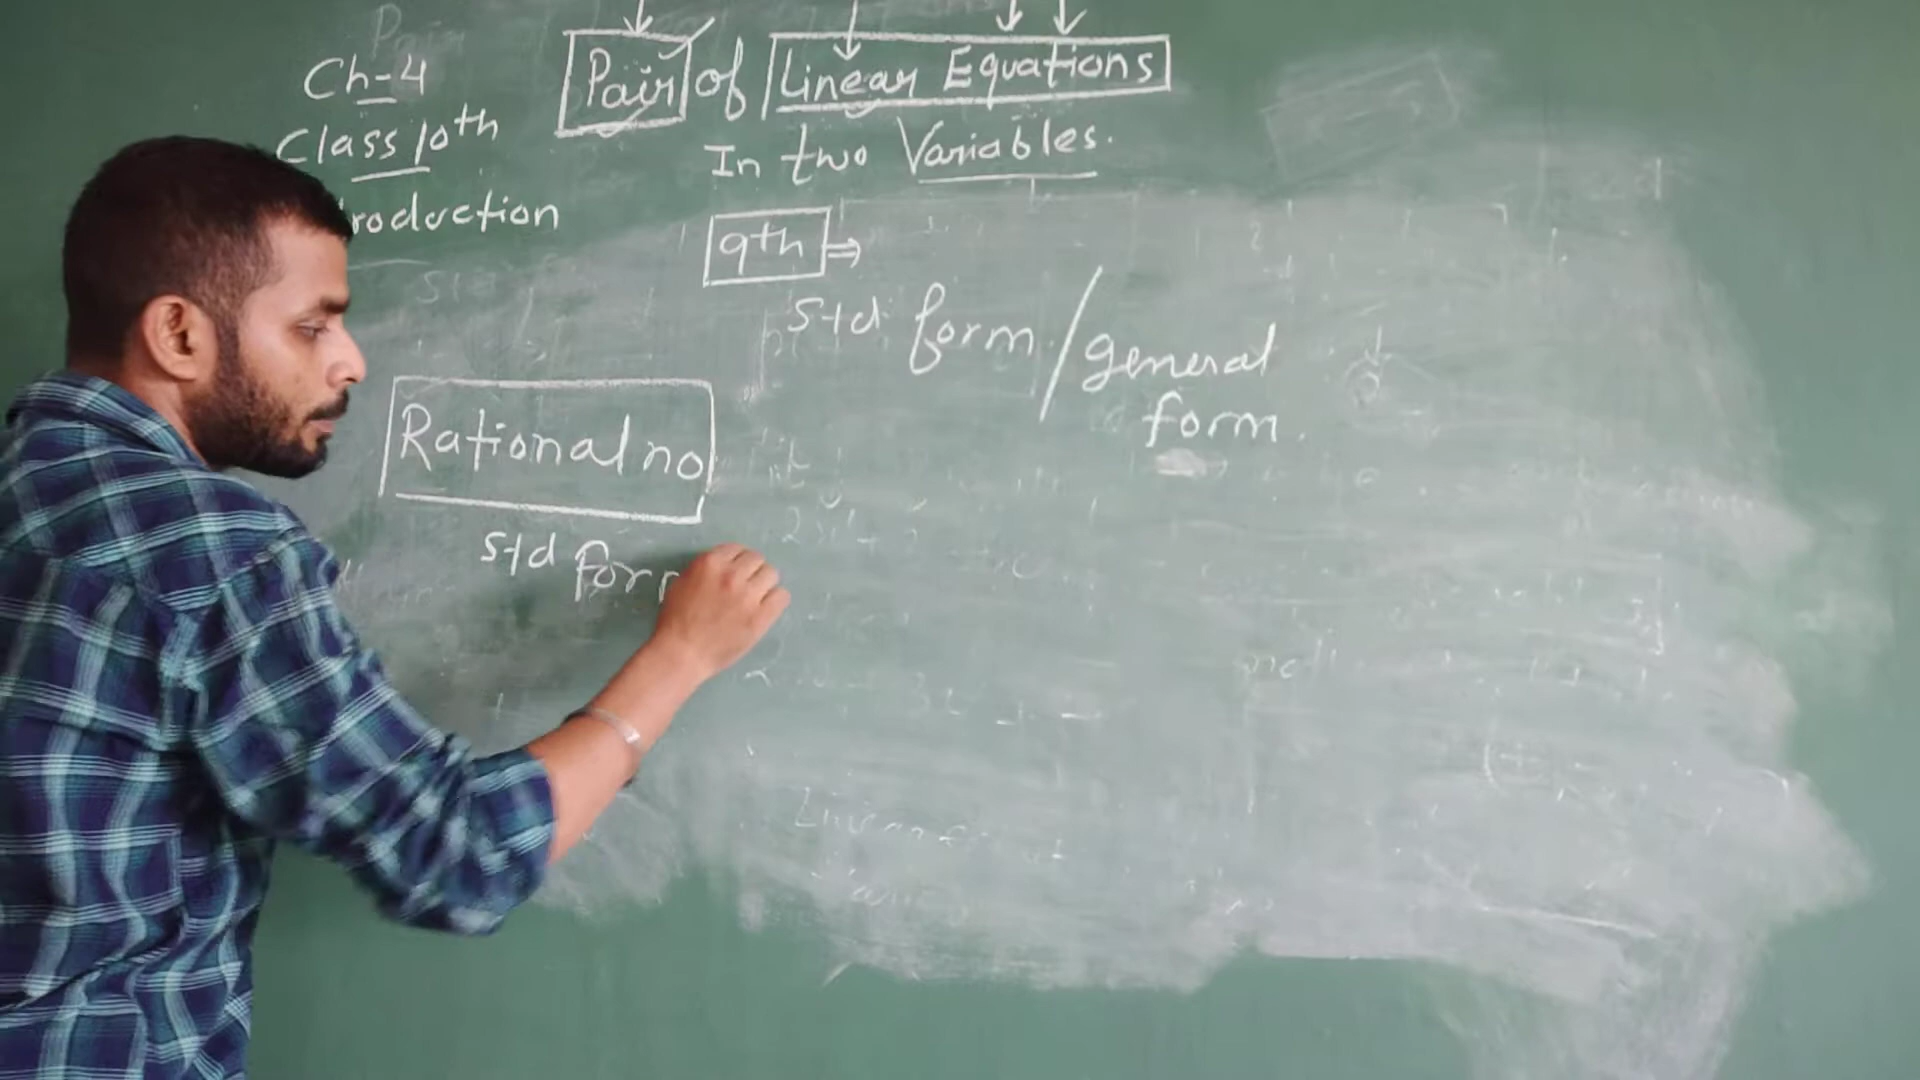 Ch-4
Pair of Linear Equations
Class 10th
In two Variables.
roduction
9th ⇒
Std form / general
form.
Rational no
Std for